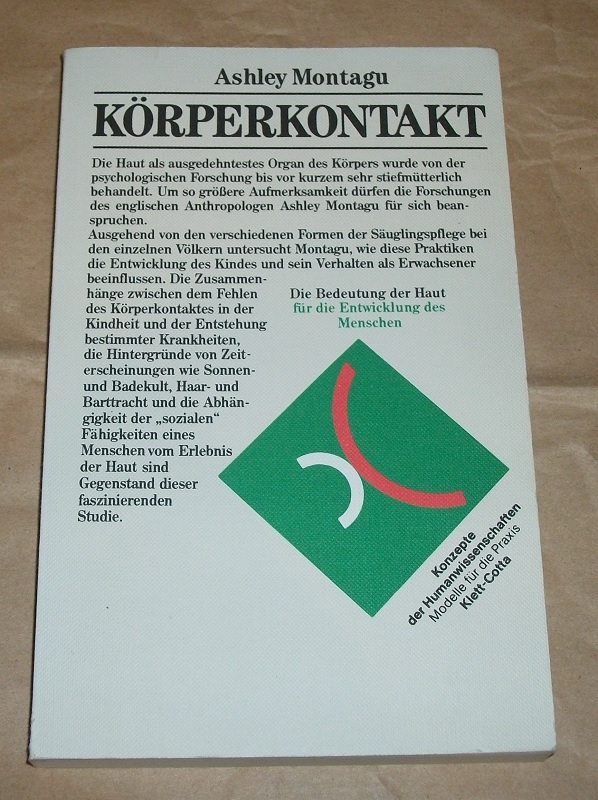 Ashley Montagu
KÖRPERKONTAKT
Die Haut als ausgedehntestes Organ des Körpers wurde von der
psychologischen Forschung bis vor kurzem sehr stiefmütterlich
behandelt. Um so größere Aufmerksamkeit dürfen die Forschungen
des englischen Anthropologen Ashley Montagu für sich bean-
spruchen.
Ausgehend von den verschiedenen Formen der Säuglingspflege bei
den einzelnen Völkern untersucht Montagu, wie diese Praktiken
die Entwicklung des Kindes und sein Verhalten als Erwachsener
beeinflussen. Die Zusammen-
hänge zwischen dem Fehlen
des Körperkontaktes in der
Kindheit und der Entstehung
bestimmter Krankheiten,
die Hintergründe von Zeit-
erscheinungen wie Sonnen-
und Badekult, Haar- und
Barttracht und die Abhän-
gigkeit der „sozialen“
Fähigkeiten eines
Menschen vom Erlebnis
der Haut sind
Gegenstand dieser
faszinierenden
Studie.
Die Bedeutung der Haut
für die Entwicklung des
Menschen
Konzepte
der Humanwissenschaften
Modelle für die Praxis
Klett-Cotta